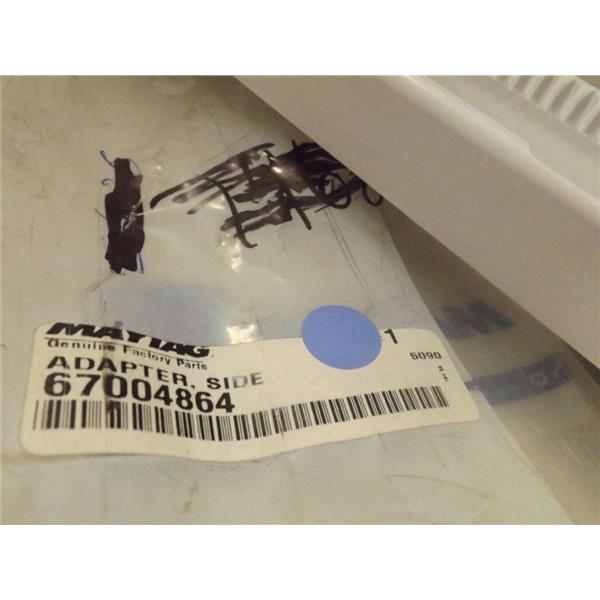 MAYTAG
Genuine Factory Parts
1
5090
ADAPTER, SIDE
67004864